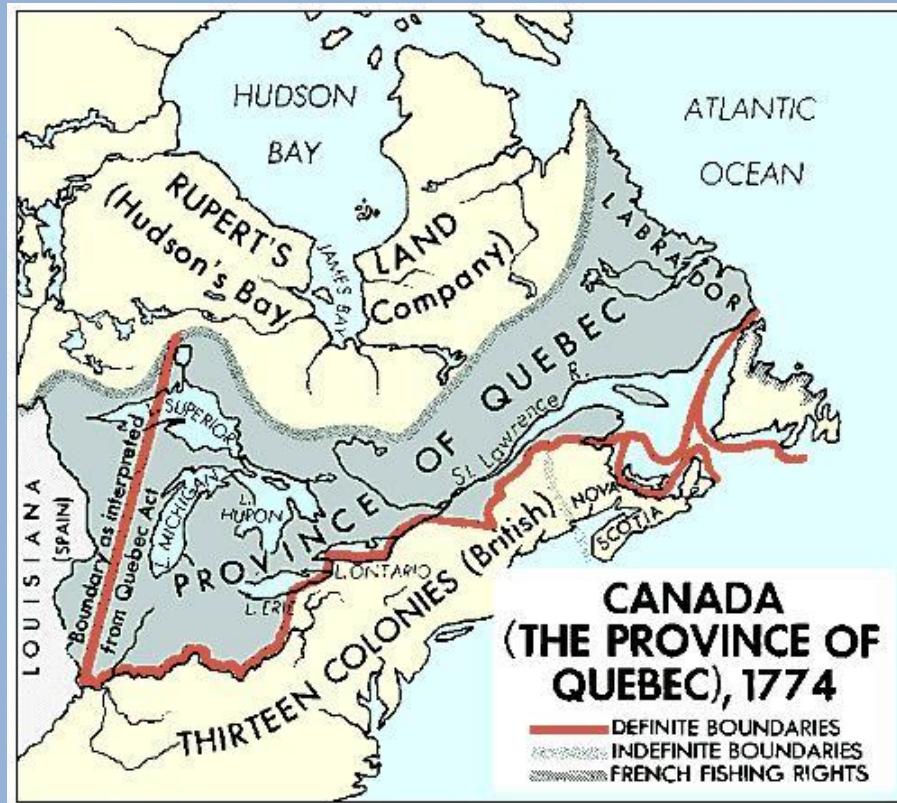 HUDSON
BAY
ATLANTIC
OCEAN
RUPERT'S
(Hudson's Bay
LAND
Company)
JAMES BAY
LABRADOR
PROVINCE OF QUEBEC
St. Lawrence R.
SUPERIOR
L. MICHIGAN
L.
HURON
L. ONTARIO
L. ERIE
NOVA
SCOTIA
LOUISIANA
(SPAIN)
Boundary as interpreted
from Quebec Act
THIRTEEN COLONIES (British)
CANADA
(THE PROVINCE OF
QUEBEC), 1774
DEFINITE BOUNDARIES
INDEFINITE BOUNDARIES
FRENCH FISHING RIGHTS